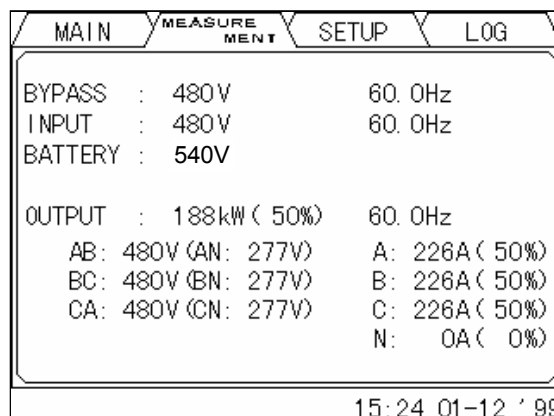 MAIN MEASUREMENT SETUP LOG
BYPASS : 480V 60.0Hz
INPUT : 480V 60.0Hz
BATTERY : 540V
OUTPUT : 188kW( 50%) 60.0Hz
AB: 480V(AN: 277V) A: 226A( 50%)
BC: 480V(BN: 277V) B: 226A( 50%)
CA: 480V(CN: 277V) C: 226A( 50%)
N: 0A( 0%)
15:24 01-12 '99